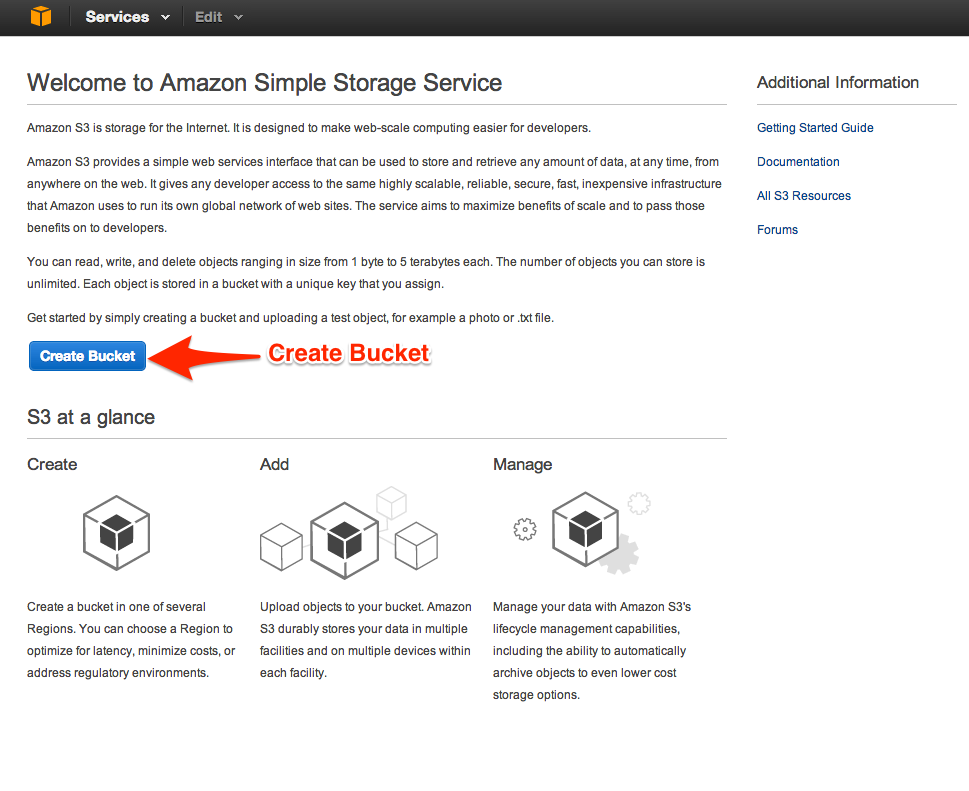 Services Edit
Welcome to Amazon Simple Storage Service
Amazon S3 is storage for the Internet. It is designed to make web-scale computing easier for developers.
Amazon S3 provides a simple web services interface that can be used to store and retrieve any amount of data, at any time, from
anywhere on the web. It gives any developer access to the same highly scalable, reliable, secure, fast, inexpensive infrastructure
that Amazon uses to run its own global network of web sites. The service aims to maximize benefits of scale and to pass those
benefits on to developers.
You can read, write, and delete objects ranging in size from 1 byte to 5 terabytes each. The number of objects you can store is
unlimited. Each object is stored in a bucket with a unique key that you assign.
Get started by simply creating a bucket and uploading a test object, for example a photo or .txt file.
Create Bucket
Create Bucket
S3 at a glance
Create
Create a bucket in one of several
Regions. You can choose a Region to
optimize for latency, minimize costs, or
address regulatory environments.
Add
Upload objects to your bucket. Amazon
S3 durably stores your data in multiple
facilities and on multiple devices within
each facility.
Manage
Manage your data with Amazon S3's
lifecycle management capabilities,
including the ability to automatically
archive objects to even lower cost
storage options.
Additional Information
Getting Started Guide
Documentation
All S3 Resources
Forums